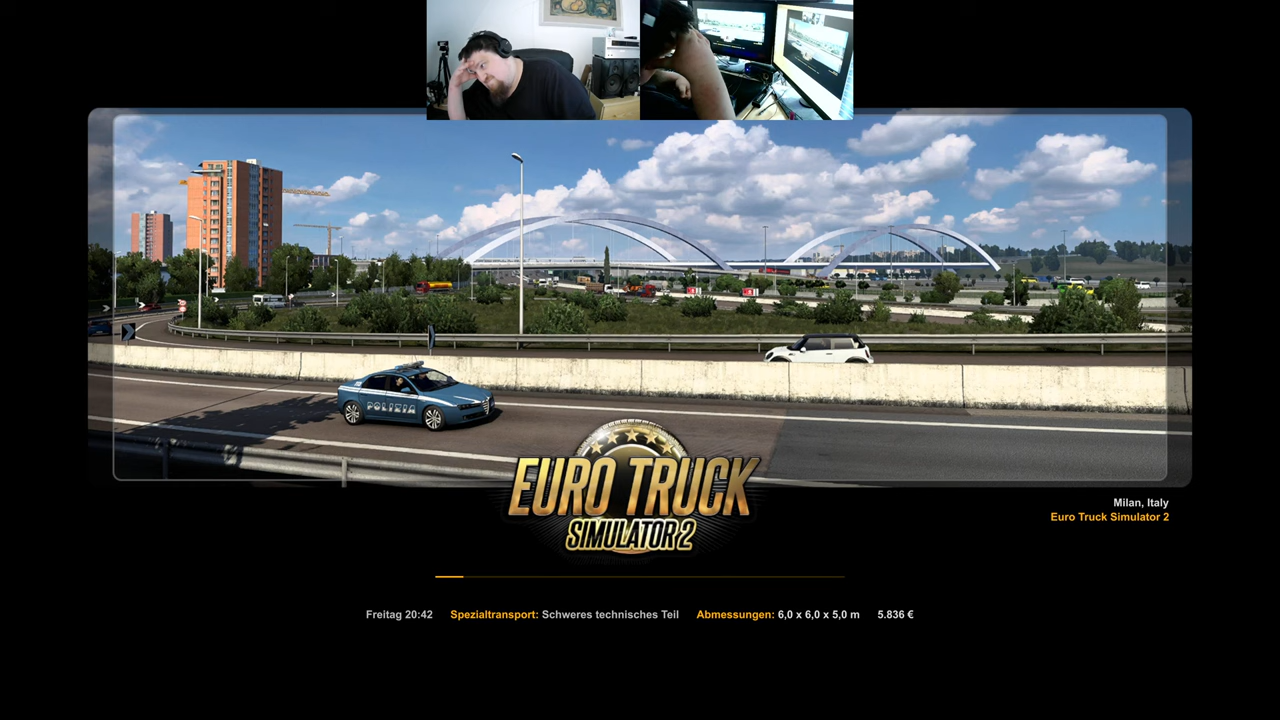 POLIZIA
EURO TRUCK
SIMULATOR 2
Milan, Italy
Euro Truck Simulator 2
Freitag 20:42 Spezialtransport: Schweres technisches Teil Abmessungen: 6,0 x 6,0 x 5,0 m 5.836 €